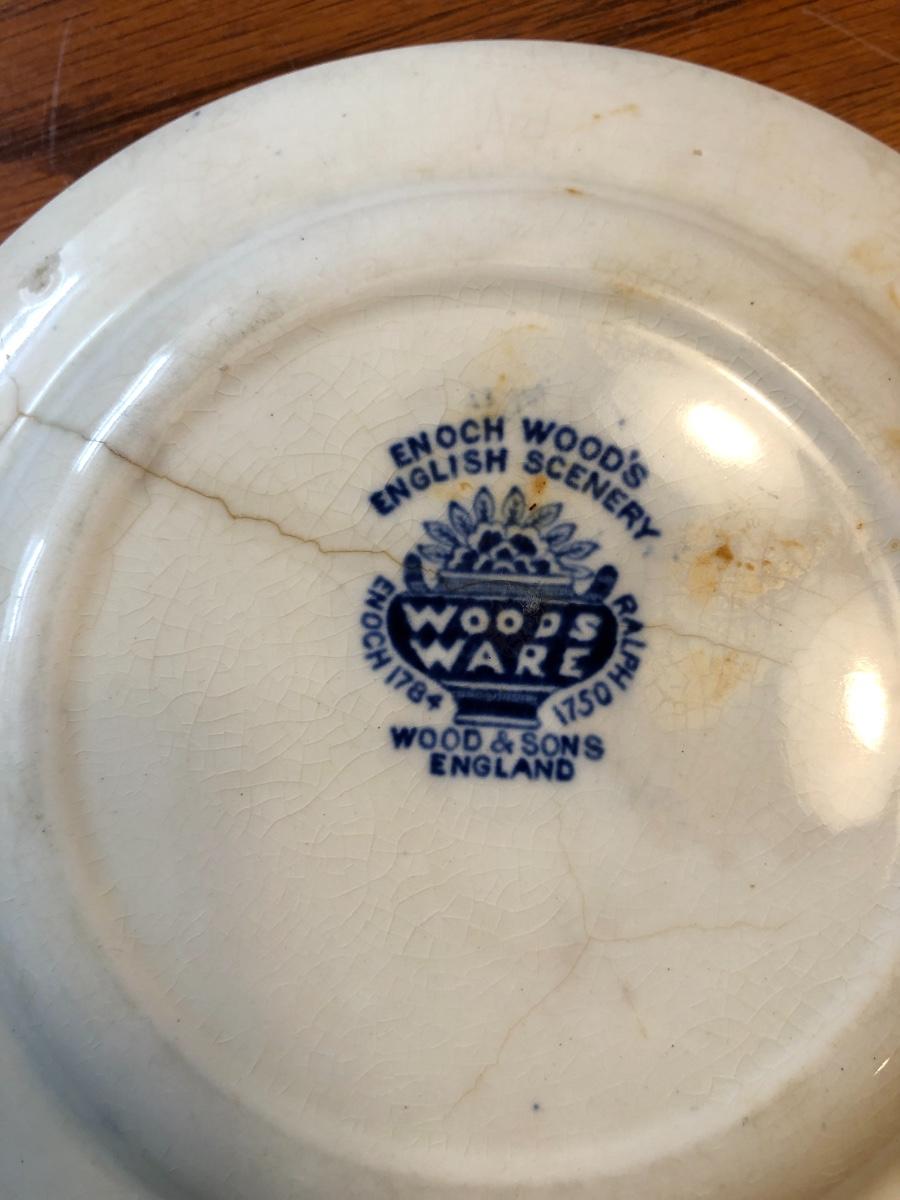 ENOCH WOOD'S
ENGLISH SCENERY
WOODS
WARE
ENOCH 1784
RALPH 1750
WOOD & SONS
ENGLAND